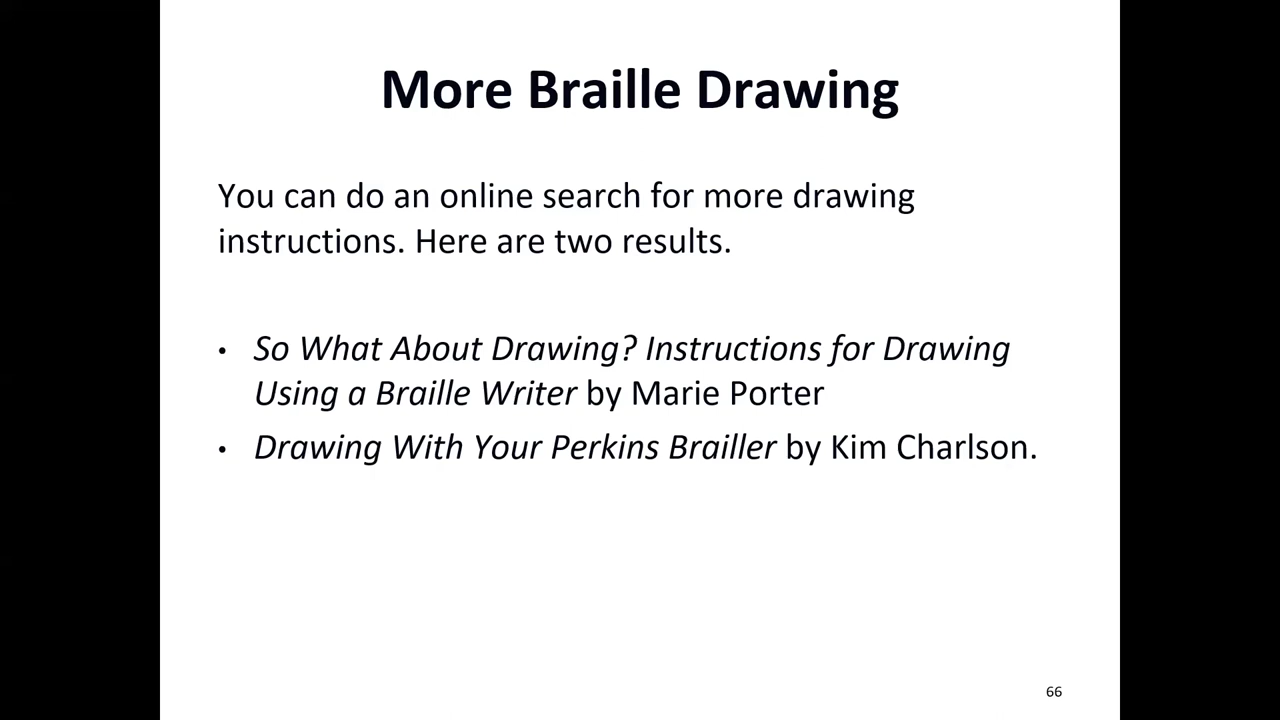 More Braille Drawing
You can do an online search for more drawing
instructions. Here are two results.
• So What About Drawing? Instructions for Drawing
Using a Braille Writer by Marie Porter
• Drawing With Your Perkins Brailler by Kim Charlson.
66